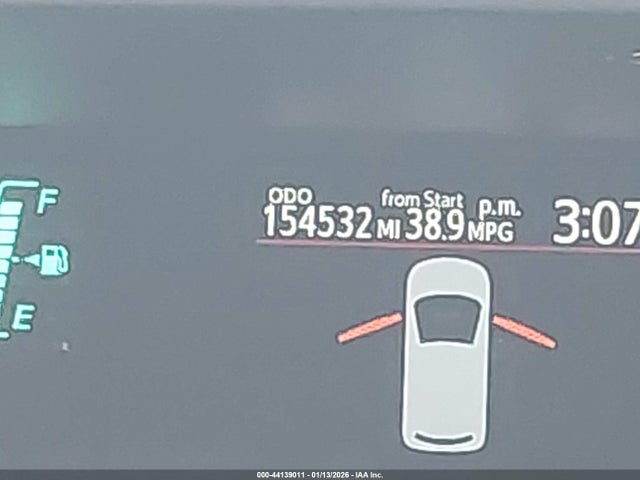 F
E
ODO
154532 MI
from Start
38.9 MPG
p.m. 3:07
000-44139011 - 01/13/2026 - IAA Inc.